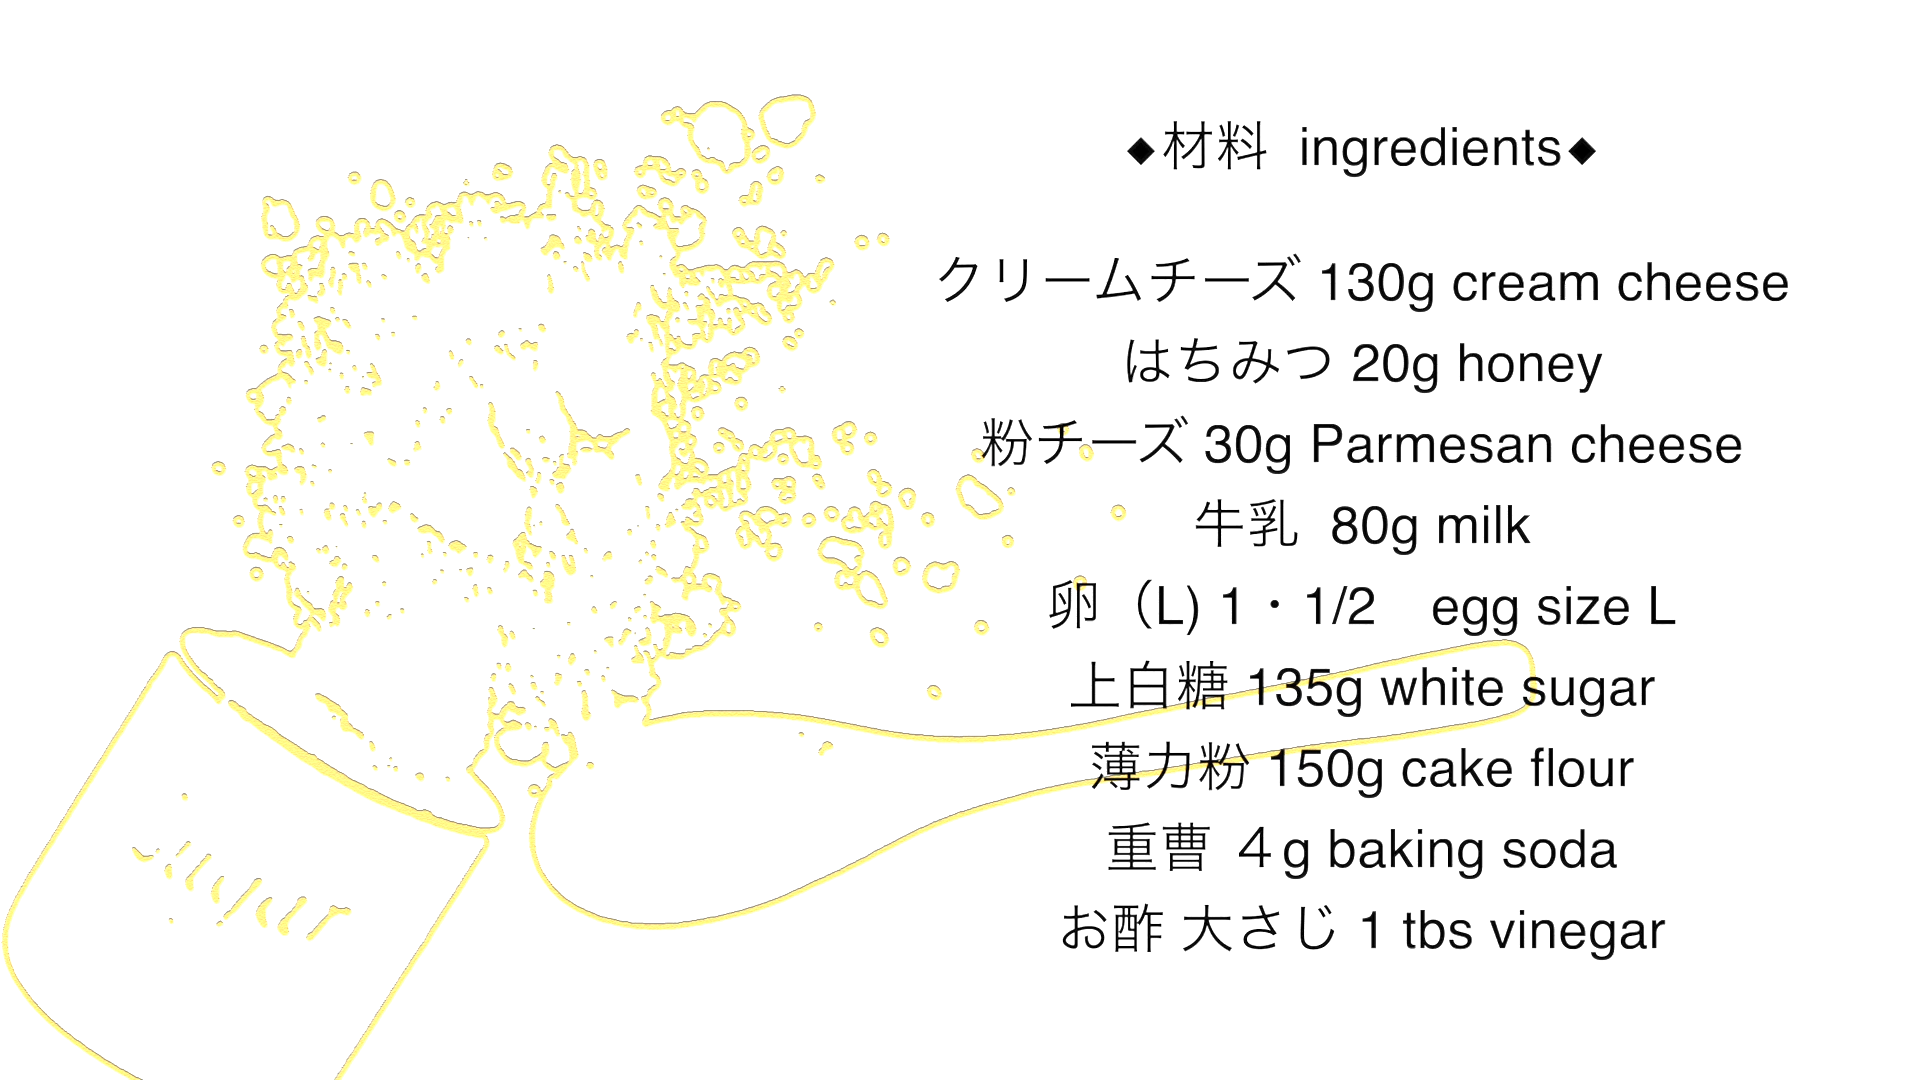 ◆材料 ingredients◆
クリームチーズ 130g cream cheese
はちみつ 20g honey
粉チーズ 30g Parmesan cheese
牛乳 80g milk
卵（L) 1・1/2　egg size L
上白糖 135g white sugar
薄力粉 150g cake flour
重曹 ４g baking soda
お酢 大さじ 1 tbs vinegar